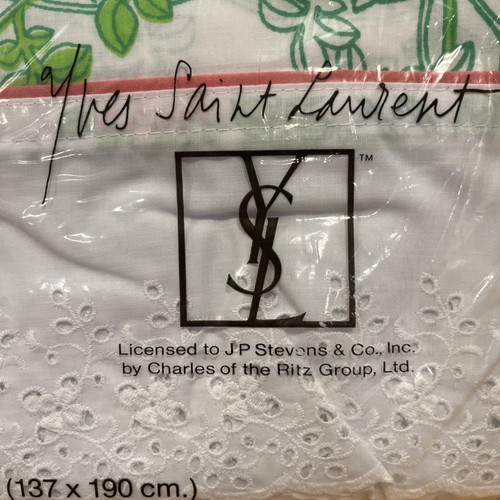 Yves Saint Laurent
YSL ™
Licensed to J P Stevens & Co., Inc.
by Charles of the Ritz Group, Ltd.
(137 x 190 cm.)